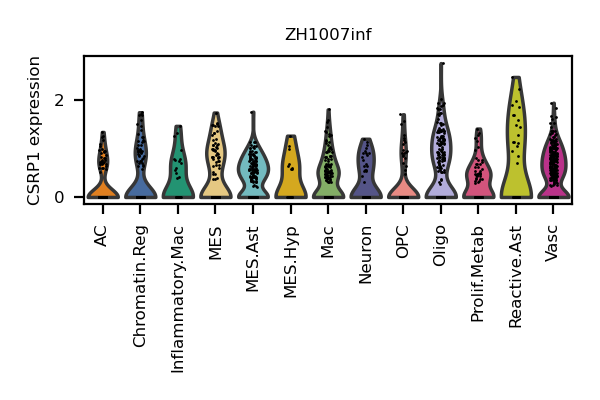 ZH1007inf
CSRP1 expression
2
0
AC
Chromatin.Reg
Inflammatory.Mac
MES
MES.Ast
MES.Hyp
Mac
Neuron
OPC
Oligo
Prolif.Metab
Reactive.Ast
Vasc